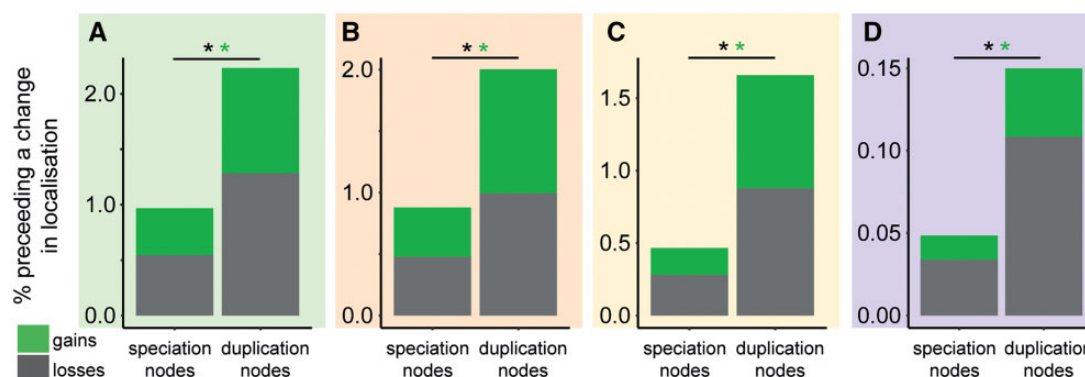 A
B
C
D
* *
* *
* *
* *
% preceeding a change
in localisation
2.0
1.0
0.0
2.0
1.0
0.0
1.5
1.0
0.5
0.0
0.15
0.10
0.05
0.00
gains
losses
speciation
nodes
duplication
nodes
speciation
nodes
duplication
nodes
speciation
nodes
duplication
nodes
speciation
nodes
duplication
nodes